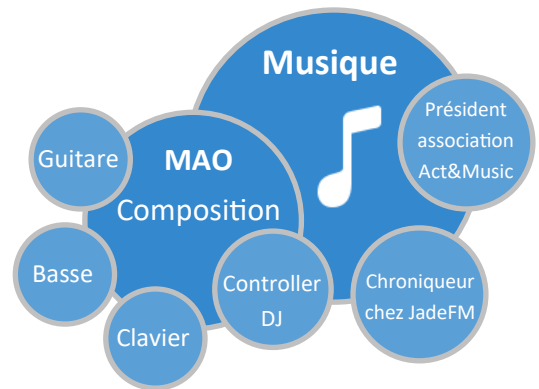 Musique
Président
association
Act&Music
Guitare
MAO
Composition
Basse
Controller
DJ
Chroniqueur
chez JadeFM
Clavier